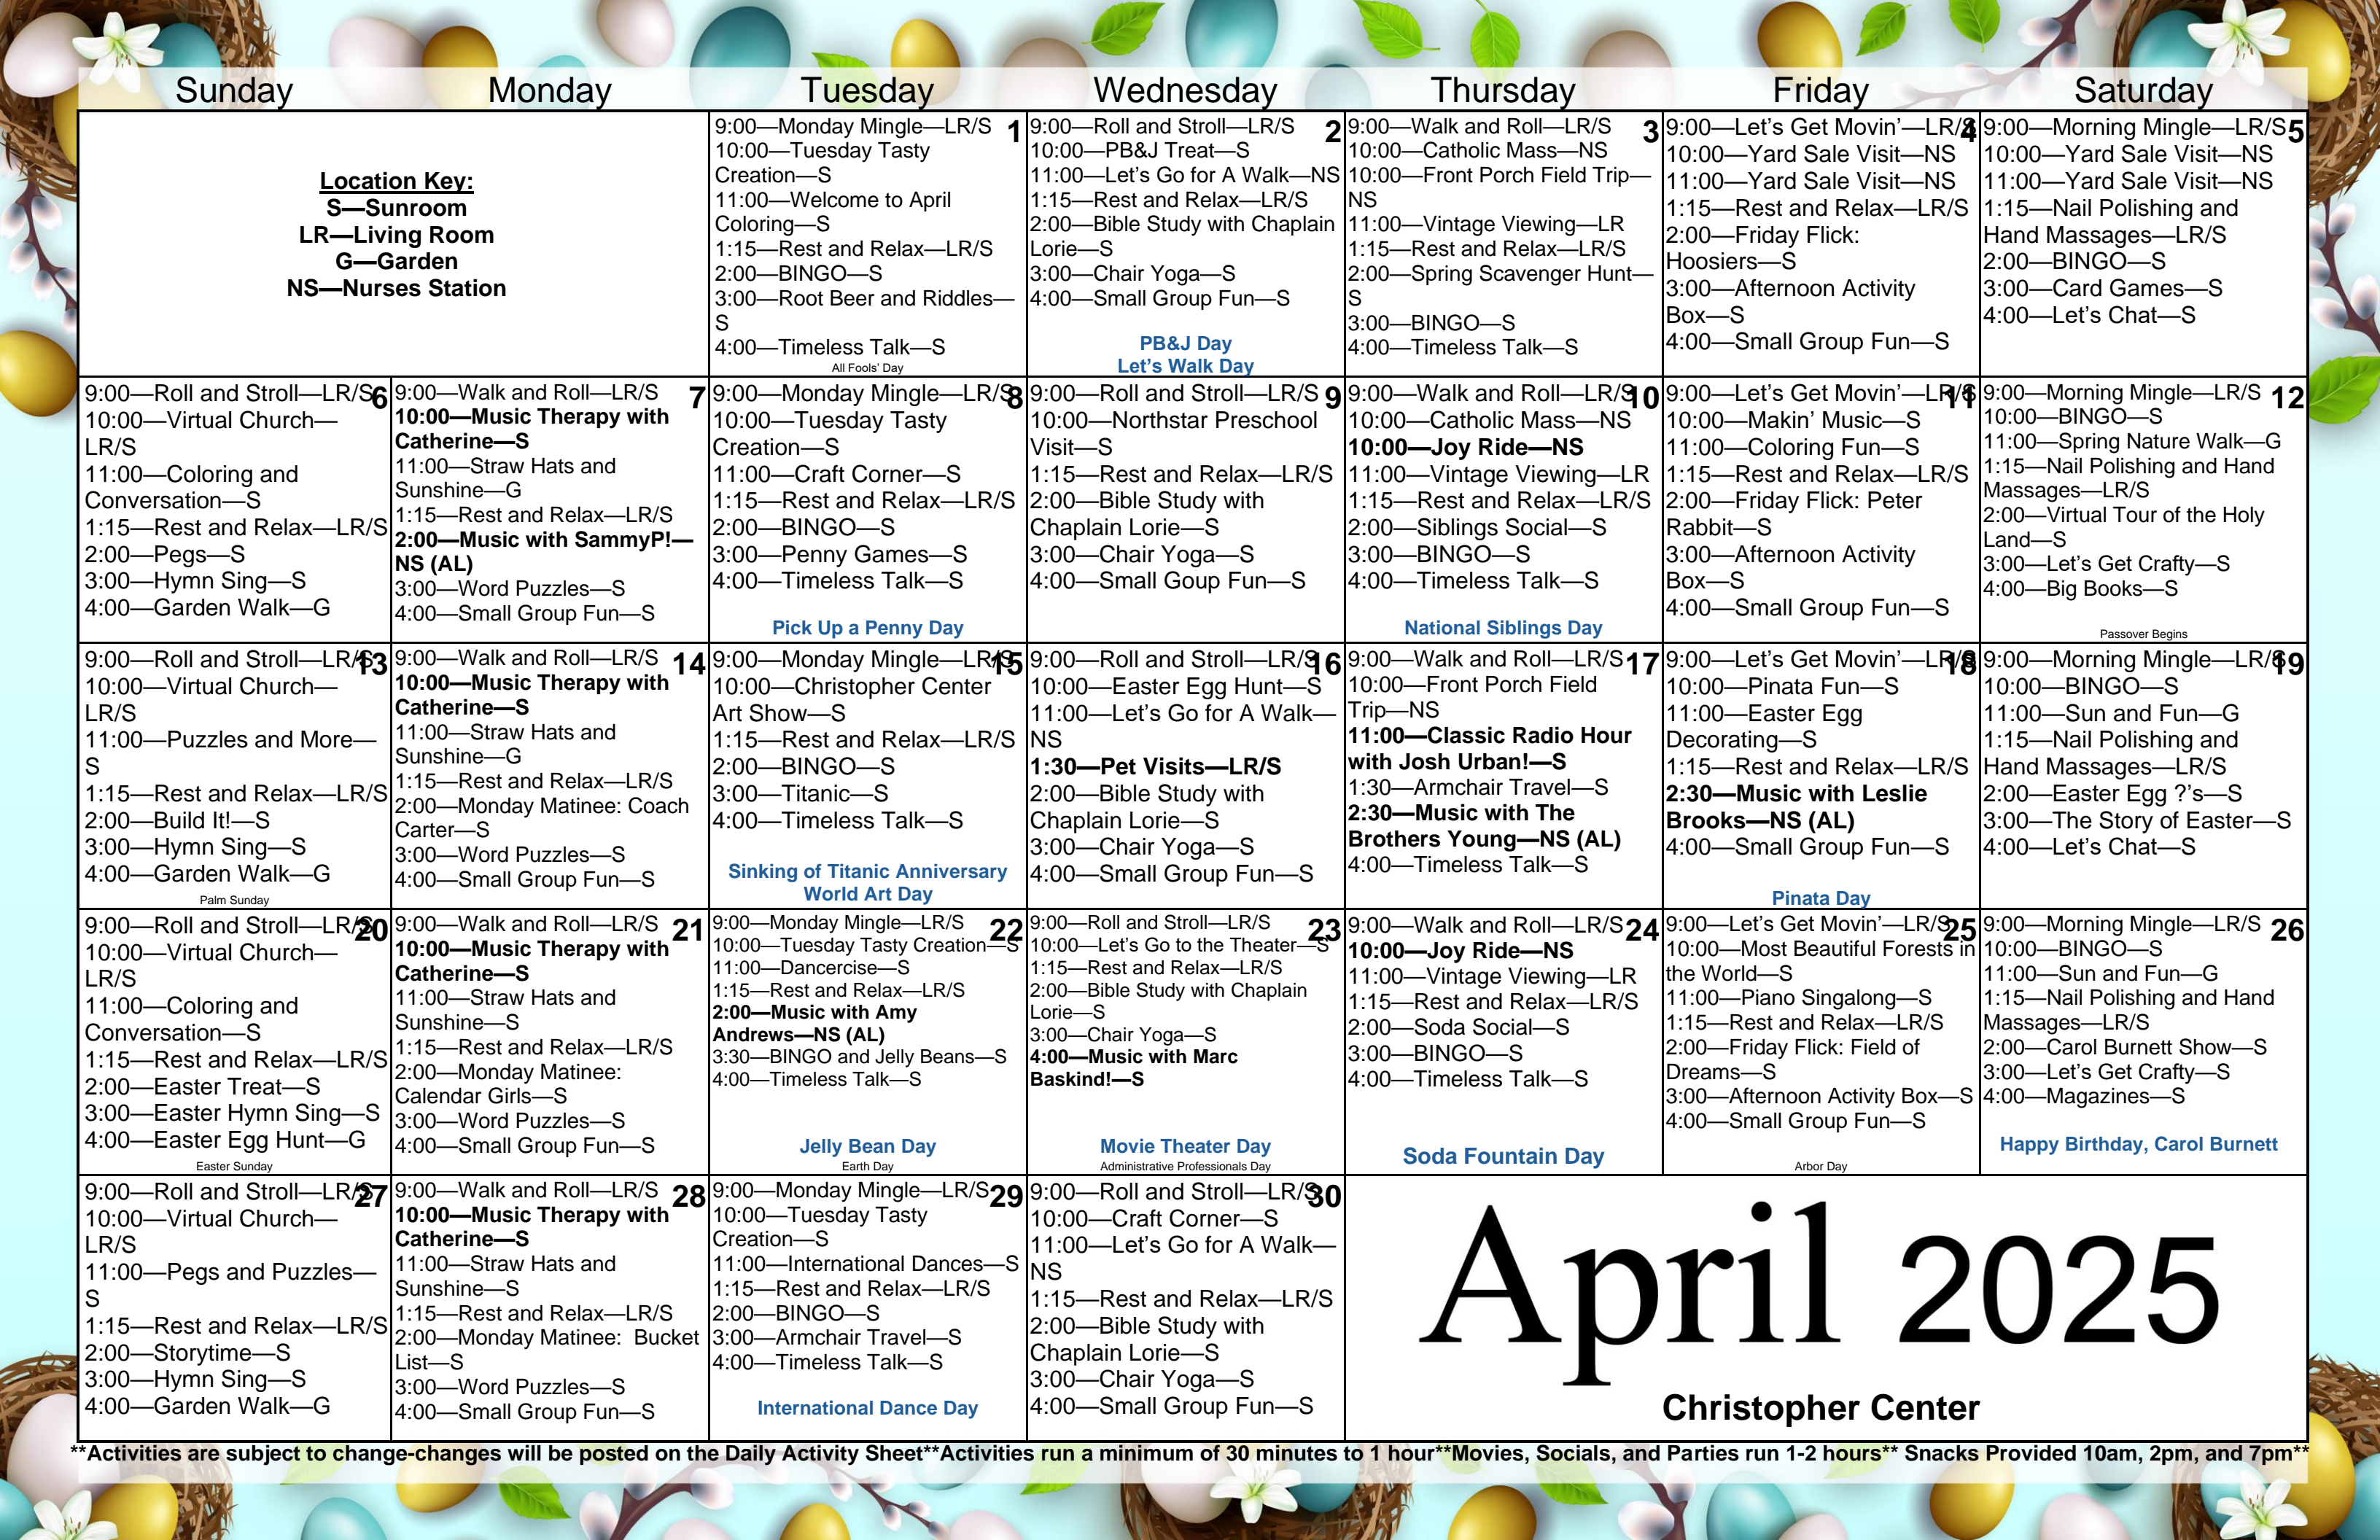 Sunday Monday Tuesday Wednesday Thursday Friday Saturday
Location Key:
S—Sunroom
LR—Living Room
G—Garden
NS—Nurses Station
1
9:00—Monday Mingle—LR/S
10:00—Tuesday Tasty
Creation—S
11:00—Welcome to April
Coloring—S
1:15—Rest and Relax—LR/S
2:00—BINGO—S
3:00—Root Beer and Riddles—
S
4:00—Timeless Talk—S
All Fools' Day
2
9:00—Roll and Stroll—LR/S
10:00—PB&J Treat—S
11:00—Let's Go for A Walk—NS
1:15—Rest and Relax—LR/S
2:00—Bible Study with Chaplain
Lorie—S
3:00—Chair Yoga—S
4:00—Small Group Fun—S
PB&J Day
Let's Walk Day
3
9:00—Walk and Roll—LR/S
10:00—Catholic Mass—NS
10:00—Front Porch Field Trip—
NS
11:00—Vintage Viewing—LR
1:15—Rest and Relax—LR/S
2:00—Spring Scavenger Hunt—
S
3:00—BINGO—S
4:00—Timeless Talk—S
4
9:00—Let's Get Movin'—LR/S
10:00—Yard Sale Visit—NS
11:00—Yard Sale Visit—NS
1:15—Rest and Relax—LR/S
2:00—Friday Flick:
Hoosiers—S
3:00—Afternoon Activity
Box—S
4:00—Small Group Fun—S
5
9:00—Morning Mingle—LR/S
10:00—Yard Sale Visit—NS
11:00—Yard Sale Visit—NS
1:15—Nail Polishing and
Hand Massages—LR/S
2:00—BINGO—S
3:00—Card Games—S
4:00—Let's Chat—S
6
9:00—Roll and Stroll—LR/S
10:00—Virtual Church—
LR/S
11:00—Coloring and
Conversation—S
1:15—Rest and Relax—LR/S
2:00—Pegs—S
3:00—Hymn Sing—S
4:00—Garden Walk—G
7
9:00—Walk and Roll—LR/S
10:00—Music Therapy with
Catherine—S
11:00—Straw Hats and
Sunshine—G
1:15—Rest and Relax—LR/S
2:00—Music with SammyP!—
NS (AL)
3:00—Word Puzzles—S
4:00—Small Group Fun—S
8
9:00—Monday Mingle—LR/S
10:00—Tuesday Tasty
Creation—S
11:00—Craft Corner—S
1:15—Rest and Relax—LR/S
2:00—BINGO—S
3:00—Penny Games—S
4:00—Timeless Talk—S
Pick Up a Penny Day
9
9:00—Roll and Stroll—LR/S
10:00—Northstar Preschool
Visit—S
1:15—Rest and Relax—LR/S
2:00—Bible Study with
Chaplain Lorie—S
3:00—Chair Yoga—S
4:00—Small Goup Fun—S
10
9:00—Walk and Roll—LR/S
10:00—Catholic Mass—NS
10:00—Joy Ride—NS
11:00—Vintage Viewing—LR
1:15—Rest and Relax—LR/S
2:00—Siblings Social—S
3:00—BINGO—S
4:00—Timeless Talk—S
National Siblings Day
11
9:00—Let's Get Movin'—LR/S
10:00—Makin' Music—S
11:00—Coloring Fun—S
1:15—Rest and Relax—LR/S
2:00—Friday Flick: Peter
Rabbit—S
3:00—Afternoon Activity
Box—S
4:00—Small Group Fun—S
12
9:00—Morning Mingle—LR/S
10:00—BINGO—S
11:00—Spring Nature Walk—G
1:15—Nail Polishing and Hand
Massages—LR/S
2:00—Virtual Tour of the Holy
Land—S
3:00—Let's Get Crafty—S
4:00—Big Books—S
Passover Begins
13
9:00—Roll and Stroll—LR/S
10:00—Virtual Church—
LR/S
11:00—Puzzles and More—
S
1:15—Rest and Relax—LR/S
2:00—Build It!—S
3:00—Hymn Sing—S
4:00—Garden Walk—G
Palm Sunday
14
9:00—Walk and Roll—LR/S
10:00—Music Therapy with
Catherine—S
11:00—Straw Hats and
Sunshine—G
1:15—Rest and Relax—LR/S
2:00—Monday Matinee: Coach
Carter—S
3:00—Word Puzzles—S
4:00—Small Group Fun—S
15
9:00—Monday Mingle—LR/S
10:00—Christopher Center
Art Show—S
1:15—Rest and Relax—LR/S
2:00—BINGO—S
3:00—Titanic—S
4:00—Timeless Talk—S
Sinking of Titanic Anniversary
World Art Day
16
9:00—Roll and Stroll—LR/S
10:00—Easter Egg Hunt—S
11:00—Let's Go for A Walk—
NS
1:30—Pet Visits—LR/S
2:00—Bible Study with
Chaplain Lorie—S
3:00—Chair Yoga—S
4:00—Small Group Fun—S
17
9:00—Walk and Roll—LR/S
10:00—Front Porch Field
Trip—NS
11:00—Classic Radio Hour
with Josh Urban!—S
1:30—Armchair Travel—S
2:30—Music with The
Brothers Young—NS (AL)
4:00—Timeless Talk—S
18
9:00—Let's Get Movin'—LR/S
10:00—Pinata Fun—S
11:00—Easter Egg
Decorating—S
1:15—Rest and Relax—LR/S
2:30—Music with Leslie
Brooks—NS (AL)
4:00—Small Group Fun—S
Pinata Day
19
9:00—Morning Mingle—LR/S
10:00—BINGO—S
11:00—Sun and Fun—G
1:15—Nail Polishing and
Hand Massages—LR/S
2:00—Easter Egg ?'s—S
3:00—The Story of Easter—S
4:00—Let's Chat—S
20
9:00—Roll and Stroll—LR/S
10:00—Virtual Church—
LR/S
11:00—Coloring and
Conversation—S
1:15—Rest and Relax—LR/S
2:00—Easter Treat—S
3:00—Easter Hymn Sing—S
4:00—Easter Egg Hunt—G
Easter Sunday
21
9:00—Walk and Roll—LR/S
10:00—Music Therapy with
Catherine—S
11:00—Straw Hats and
Sunshine—S
1:15—Rest and Relax—LR/S
2:00—Monday Matinee:
Calendar Girls—S
3:00—Word Puzzles—S
4:00—Small Group Fun—S
22
9:00—Monday Mingle—LR/S
10:00—Tuesday Tasty Creation—S
11:00—Dancercise—S
1:15—Rest and Relax—LR/S
2:00—Music with Amy
Andrews—NS (AL)
3:30—BINGO and Jelly Beans—S
4:00—Timeless Talk—S
Jelly Bean Day
Earth Day
23
9:00—Roll and Stroll—LR/S
10:00—Let's Go to the Theater—S
1:15—Rest and Relax—LR/S
2:00—Bible Study with Chaplain
Lorie—S
3:00—Chair Yoga—S
4:00—Music with Marc
Baskind!—S
Movie Theater Day
Administrative Professionals Day
24
9:00—Walk and Roll—LR/S
10:00—Joy Ride—NS
11:00—Vintage Viewing—LR
1:15—Rest and Relax—LR/S
2:00—Soda Social—S
3:00—BINGO—S
4:00—Timeless Talk—S
Soda Fountain Day
25
9:00—Let's Get Movin'—LR/S
10:00—Most Beautiful Forests in
the World—S
11:00—Piano Singalong—S
1:15—Rest and Relax—LR/S
2:00—Friday Flick: Field of
Dreams—S
3:00—Afternoon Activity Box—S
4:00—Small Group Fun—S
Arbor Day
26
9:00—Morning Mingle—LR/S
10:00—BINGO—S
11:00—Sun and Fun—G
1:15—Nail Polishing and Hand
Massages—LR/S
2:00—Carol Burnett Show—S
3:00—Let's Get Crafty—S
4:00—Magazines—S
Happy Birthday, Carol Burnett
27
9:00—Roll and Stroll—LR/S
10:00—Virtual Church—
LR/S
11:00—Pegs and Puzzles—
S
1:15—Rest and Relax—LR/S
2:00—Storytime—S
3:00—Hymn Sing—S
4:00—Garden Walk—G
28
9:00—Walk and Roll—LR/S
10:00—Music Therapy with
Catherine—S
11:00—Straw Hats and
Sunshine—S
1:15—Rest and Relax—LR/S
2:00—Monday Matinee: Bucket
List—S
3:00—Word Puzzles—S
4:00—Small Group Fun—S
29
9:00—Monday Mingle—LR/S
10:00—Tuesday Tasty
Creation—S
11:00—International Dances—S
1:15—Rest and Relax—LR/S
2:00—BINGO—S
3:00—Armchair Travel—S
4:00—Timeless Talk—S
International Dance Day
30
9:00—Roll and Stroll—LR/S
10:00—Craft Corner—S
11:00—Let's Go for A Walk—
NS
1:15—Rest and Relax—LR/S
2:00—Bible Study with
Chaplain Lorie—S
3:00—Chair Yoga—S
4:00—Small Group Fun—S
April 2025
Christopher Center
**Activities are subject to change-changes will be posted on the Daily Activity Sheet**Activities run a minimum of 30 minutes to 1 hour**Movies, Socials, and Parties run 1-2 hours** Snacks Provided 10am, 2pm, and 7pm**